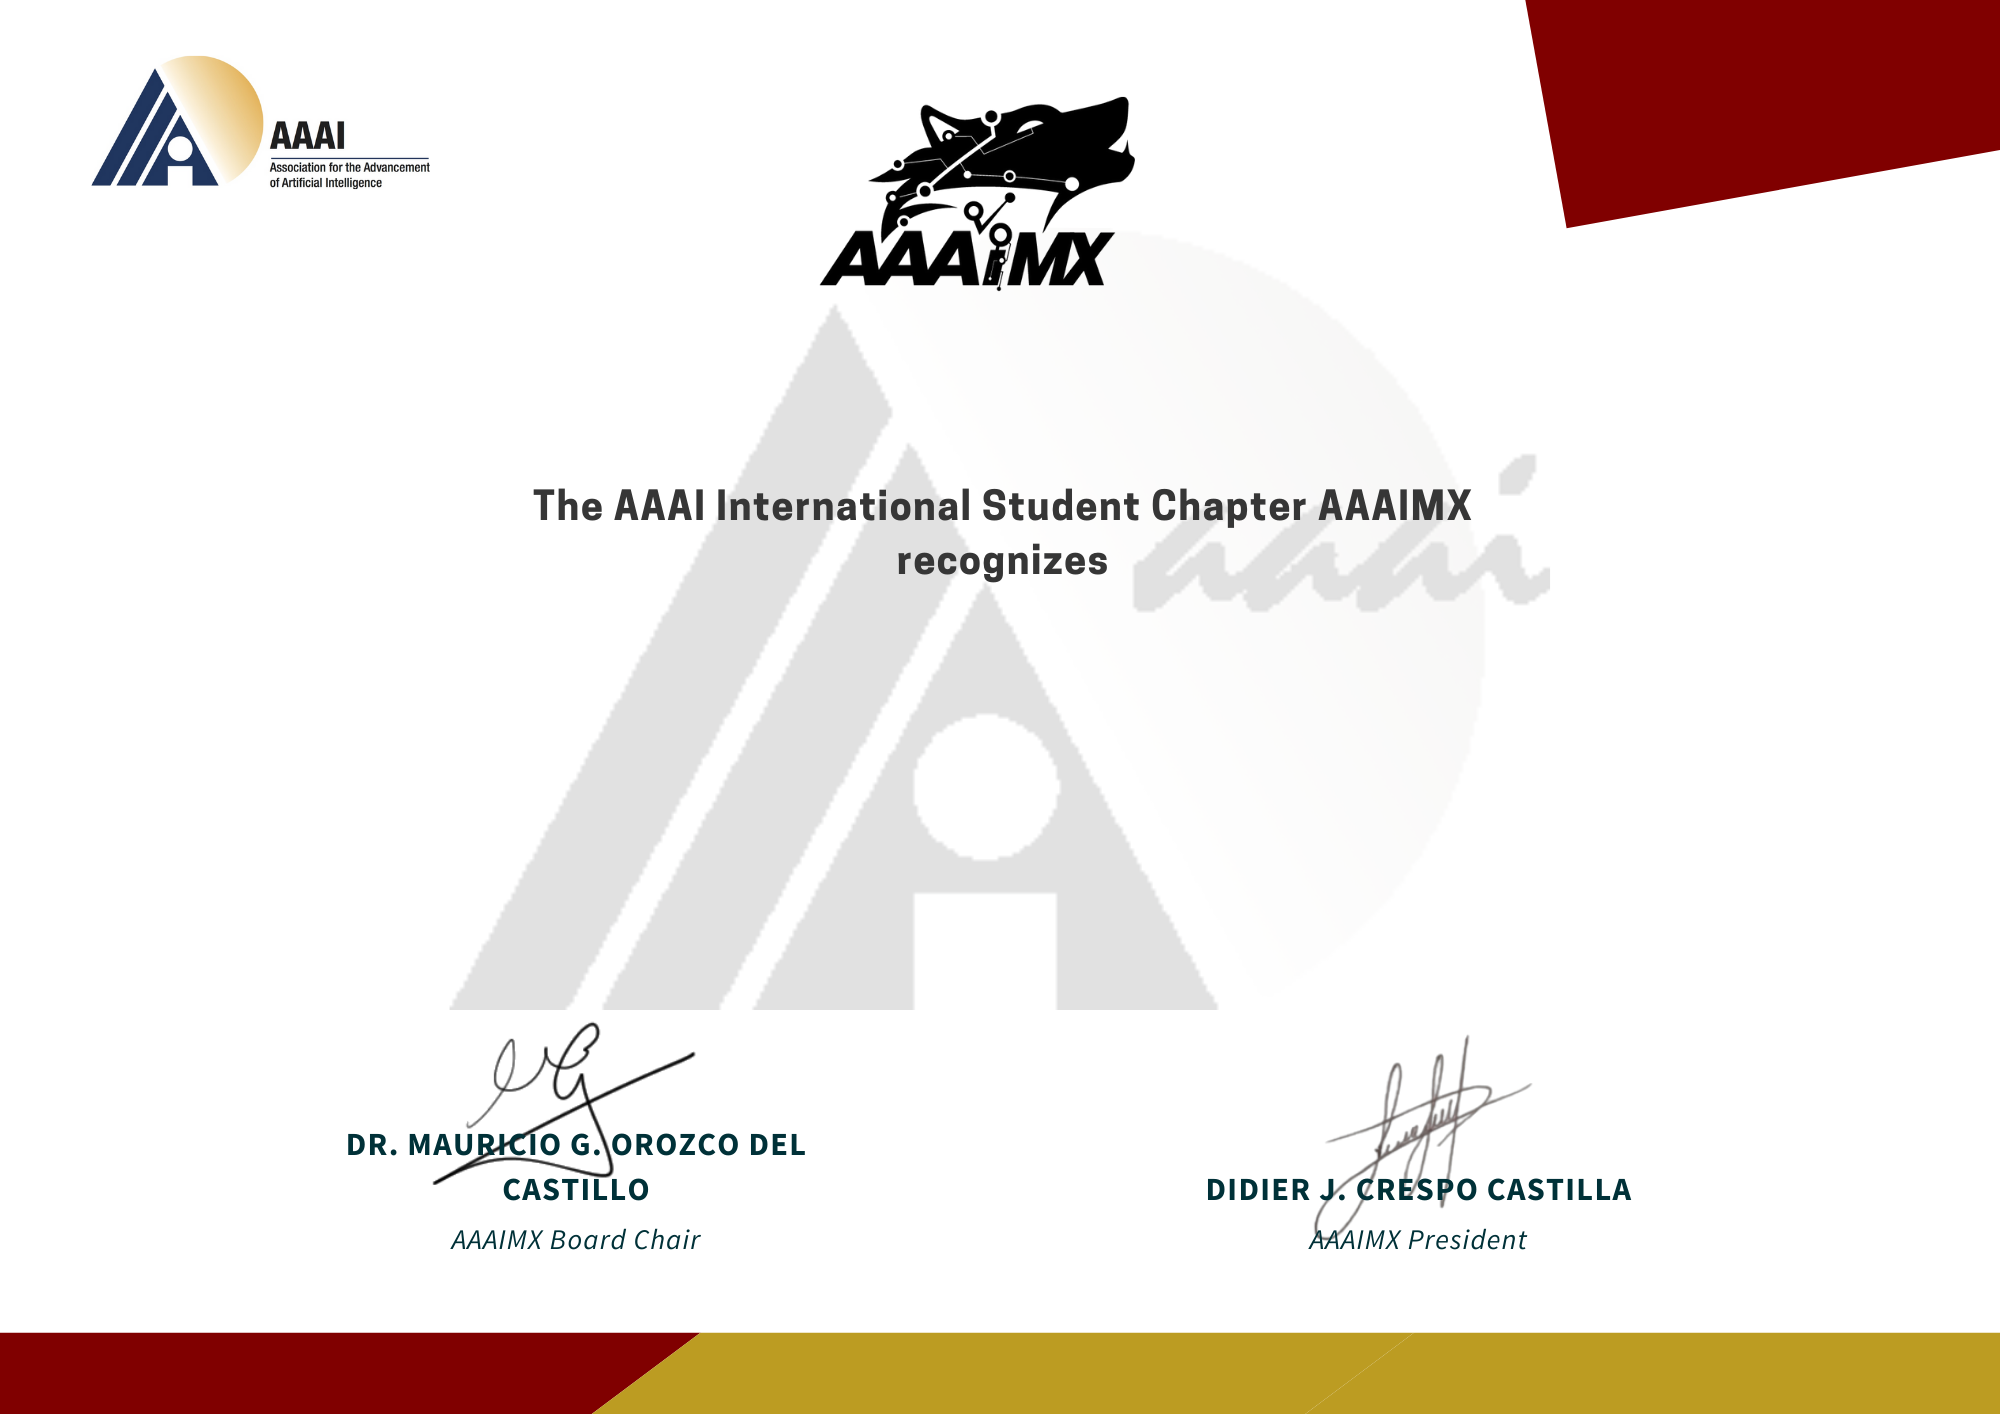 AAAI
Association for the Advancement
of Artificial Intelligence
AAAiMX
The AAAI International Student Chapter AAAIMX
recognizes
aaai
DR. MAURICIO G. OROZCO DEL
CASTILLO
AAAIMX Board Chair
DIDIER J. CRESPO CASTILLA
AAAIMX President